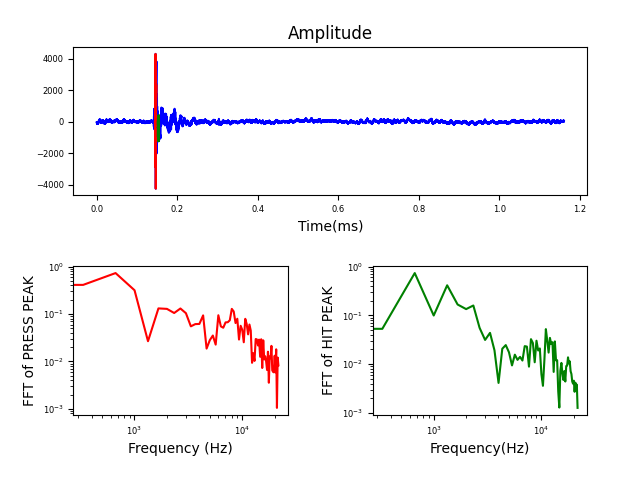 Amplitude
4000
2000
0
−2000
−4000
0.0 0.2 0.4 0.6 0.8 1.0 1.2
Time(ms)
FFT of PRESS PEAK
10⁰
10⁻¹
10⁻²
10⁻³
10³ 10⁴
Frequency (Hz)
FFT of HIT PEAK
10⁰
10⁻¹
10⁻²
10⁻³
10³ 10⁴
Frequency(Hz)